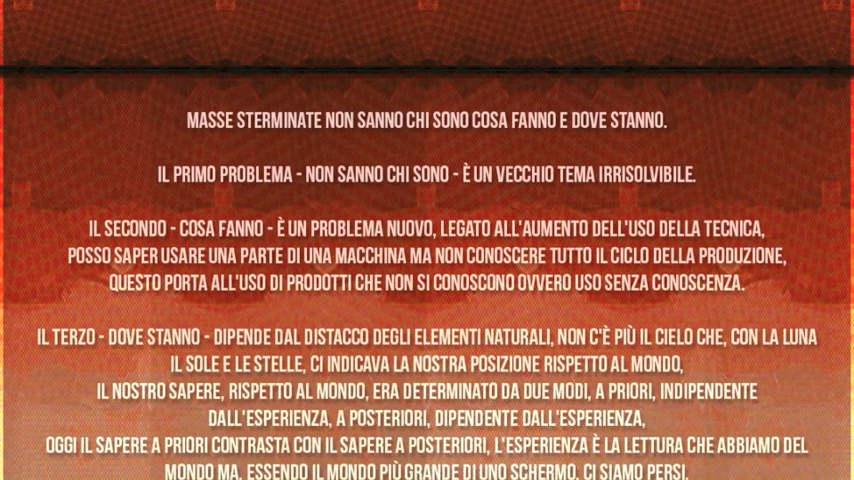 MASSE STERMINATE NON SANNO CHI SONO COSA FANNO E DOVE STANNO.
IL PRIMO PROBLEMA - NON SANNO CHI SONO - È UN VECCHIO TEMA IRRISOLVIBILE.
IL SECONDO - COSA FANNO - È UN PROBLEMA NUOVO, LEGATO ALL'AUMENTO DELL'USO DELLA TECNICA,
POSSO SAPER USARE UNA PARTE DI UNA MACCHINA MA NON CONOSCERE TUTTO IL CICLO DELLA PRODUZIONE,
QUESTO PORTA ALL'USO DI PRODOTTI CHE NON SI CONOSCONO OVVERO USO SENZA CONOSCENZA.
IL TERZO - DOVE STANNO - DIPENDE DAL DISTACCO DEGLI ELEMENTI NATURALI, NON C'È PIÙ IL CIELO CHE, CON LA LUNA
IL SOLE E LE STELLE, CI INDICAVA LA NOSTRA POSIZIONE RISPETTO AL MONDO,
IL NOSTRO SAPERE, RISPETTO AL MONDO, ERA DETERMINATO DA DUE MODI, A PRIORI, INDIPENDENTE
DALL'ESPERIENZA, A POSTERIORI, DIPENDENTE DALL'ESPERIENZA,
OGGI IL SAPERE A PRIORI CONTRASTA CON IL SAPERE A POSTERIORI, L'ESPERIENZA È LA LETTURA CHE ABBIAMO DEL
MONDO MA, ESSENDO IL MONDO PIÙ GRANDE DI UNO SCHERMO, CI SIAMO PERSI.